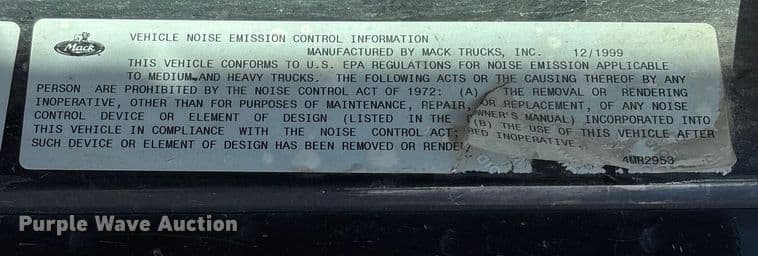 Mack
VEHICLE NOISE EMISSION CONTROL INFORMATION
MANUFACTURED BY MACK TRUCKS, INC. 12/1999
THIS VEHICLE CONFORMS TO U.S. EPA REGULATIONS FOR NOISE EMISSION APPLICABLE
TO MEDIUM AND HEAVY TRUCKS. THE FOLLOWING ACTS OR THE CAUSING THEREOF BY ANY
PERSON ARE PROHIBITED BY THE NOISE CONTROL ACT OF 1972: (A) THE REMOVAL OR RENDERING
INOPERATIVE, OTHER THAN FOR PURPOSES OF MAINTENANCE, REPAIR, OR REPLACEMENT, OF ANY NOISE
CONTROL DEVICE OR ELEMENT OF DESIGN (LISTED IN THE WNER'S MANUAL) INCORPORATED INTO
THIS VEHICLE IN COMPLIANCE WITH THE NOISE CONTROL ACT; (B) THE USE OF THIS VEHICLE AFTER
SUCH DEVICE OR ELEMENT OF DESIGN HAS BEEN REMOVED OR RENDE RED INOPERATIVE.
4MR2953
Purple Wave Auction